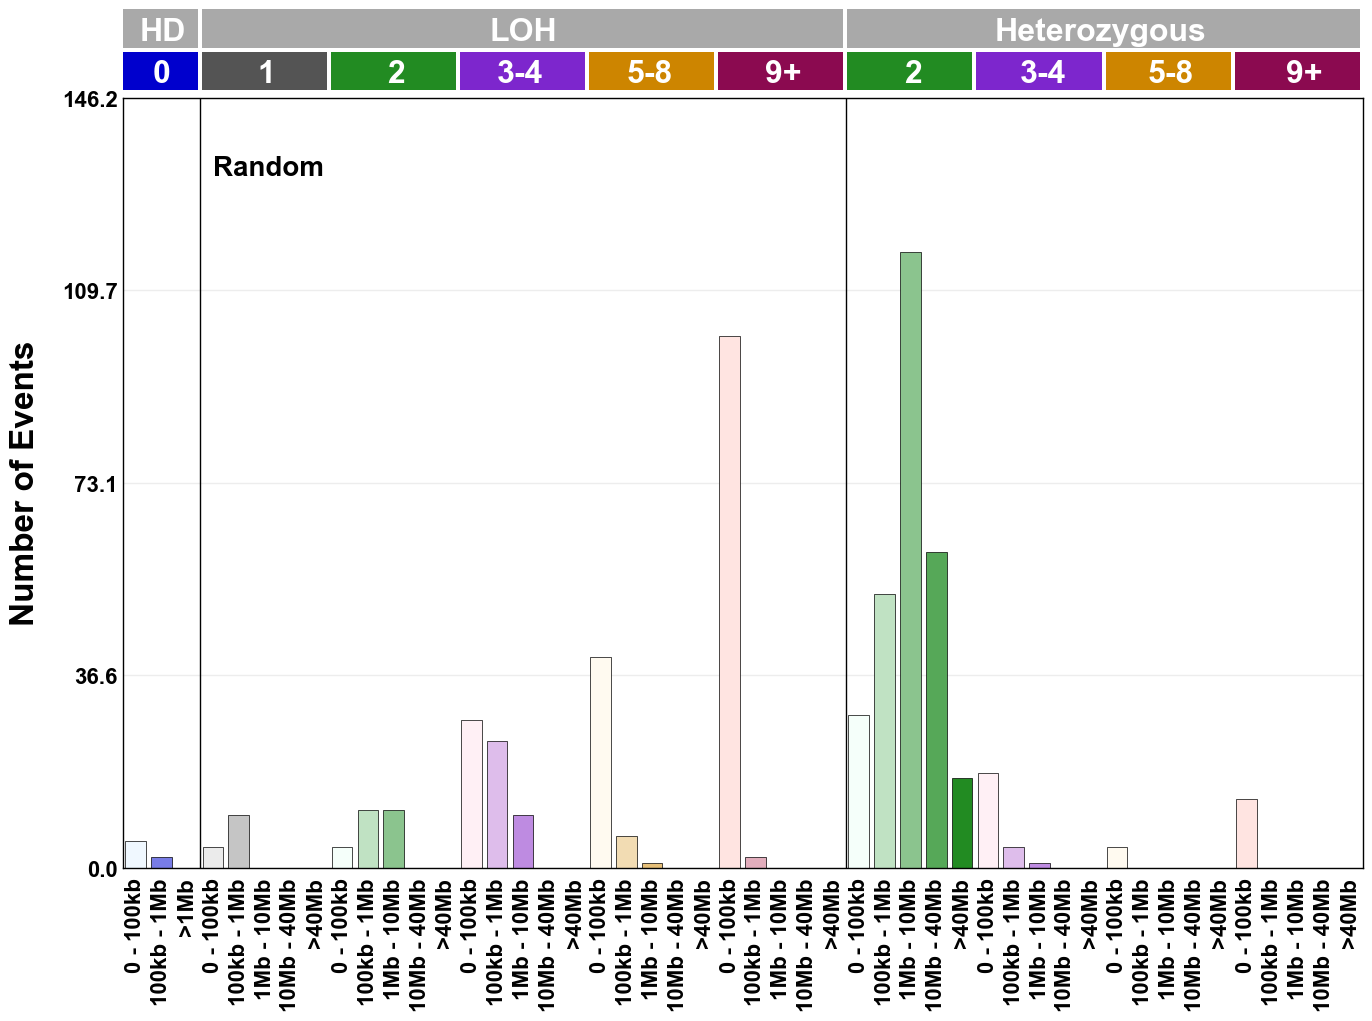 HD LOH Heterozygous
0 1 2 3-4 5-8 9+ 2 3-4 5-8 9+
146.2
Random
109.7
73.1
36.6
0.0
Number of Events
0 - 100kb
100kb - 1Mb
>1Mb
0 - 100kb
100kb - 1Mb
1Mb - 10Mb
10Mb - 40Mb
>40Mb
0 - 100kb
100kb - 1Mb
1Mb - 10Mb
10Mb - 40Mb
>40Mb
0 - 100kb
100kb - 1Mb
1Mb - 10Mb
10Mb - 40Mb
>40Mb
0 - 100kb
100kb - 1Mb
1Mb - 10Mb
10Mb - 40Mb
>40Mb
0 - 100kb
100kb - 1Mb
1Mb - 10Mb
10Mb - 40Mb
>40Mb
0 - 100kb
100kb - 1Mb
1Mb - 10Mb
10Mb - 40Mb
>40Mb
0 - 100kb
100kb - 1Mb
1Mb - 10Mb
10Mb - 40Mb
>40Mb
0 - 100kb
100kb - 1Mb
1Mb - 10Mb
10Mb - 40Mb
>40Mb
0 - 100kb
100kb - 1Mb
1Mb - 10Mb
10Mb - 40Mb
>40Mb